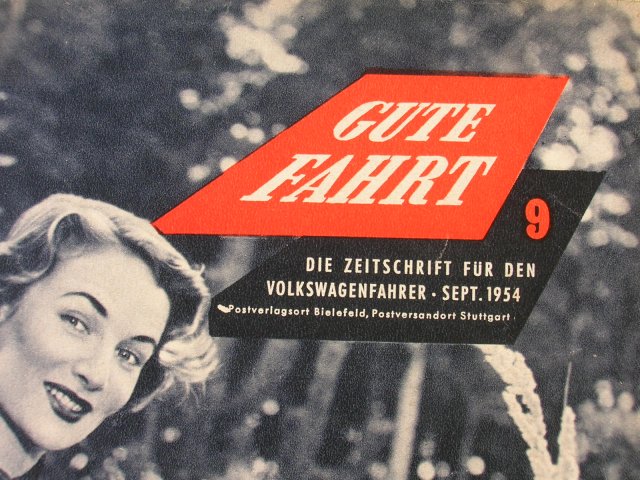 GUTE
FAHRT
9
DIE ZEITSCHRIFT FÜR DEN
VOLKSWAGENFAHRER · SEPT. 1954
Postverlagsort Bielefeld, Postversandort Stuttgart